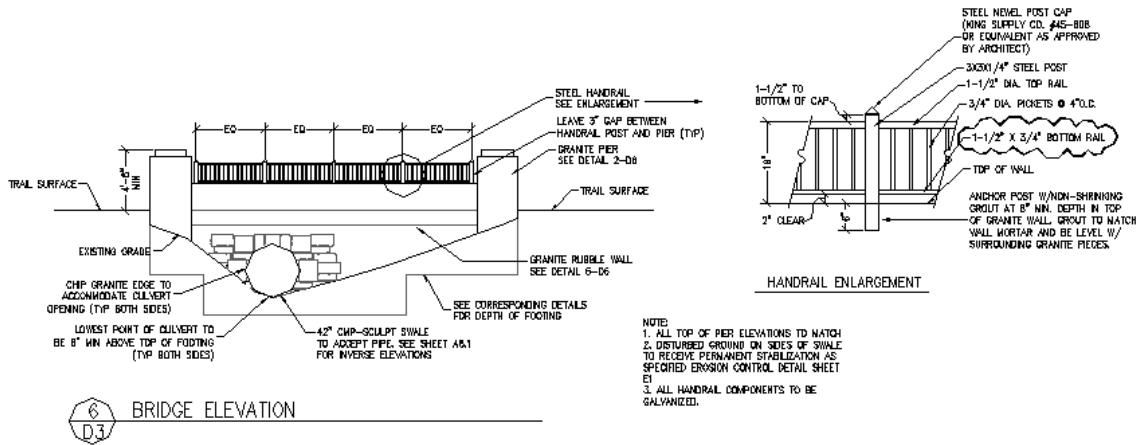 STEEL HANDRAIL
SEE ENLARGEMENT
LEAVE 3" GAP BETWEEN
HANDRAIL POST AND PIER (TYP)
GRANITE PIER
SEE DETAIL 2-D8
EQ EQ EQ EQ
4'-6"
MIN
TRAIL SURFACE
TRAIL SURFACE
EXISTING GRADE
GRANITE RUBBLE WALL
SEE DETAIL 6-D6
CHIP GRANITE EDGE TO
ACCOMMODATE CULVERT
OPENING (TYP BOTH SIDES)
SEE CORRESPONDING DETAILS
FOR DEPTH OF FOOTING
LOWEST POINT OF CULVERT TO
BE 8" MIN ABOVE TOP OF FOOTING
(TYP BOTH SIDES)
42" CMP-SCULPT SWALE
TO ACCEPT PIPE. SEE SHEET
FOR INVERSE ELEVATIONS
6
D3
BRIDGE ELEVATION
STEEL NEWEL POST CAP
(KING SUPPLY CO.
OR EQUIVALENT AS APPROVED
BY ARCHITECT)
3X3X1/4" STEEL POST
1-1/2" DIA. TOP RAIL
3/4" DIA. PICKETS @ 4"O.C.
1-1/2" X 3/4" BOTTOM RAIL
TOP OF WALL
1-1/2" TO
BOTTOM OF CAP
18"
2" CLEAR
ANCHOR POST W/NON-SHRINKING
GROUT AT 8" MIN. DEPTH IN TOP
OF GRANITE WALL. GROUT TO MATCH
WALL MORTAR AND BE LEVEL W/
SURROUNDING GRANITE PIECES.
HANDRAIL ENLARGEMENT
NOTE:
1. ALL TOP OF PIER ELEVATIONS TO MATCH
2. DISTURBED GROUND ON SIDES OF SWALE
TO RECEIVE PERMANENT STABILIZATION AS
SPECIFIED EROSION CONTROL DETAIL SHEET
E1
3. ALL HANDRAIL COMPONENTS TO BE
GALVANIZED.